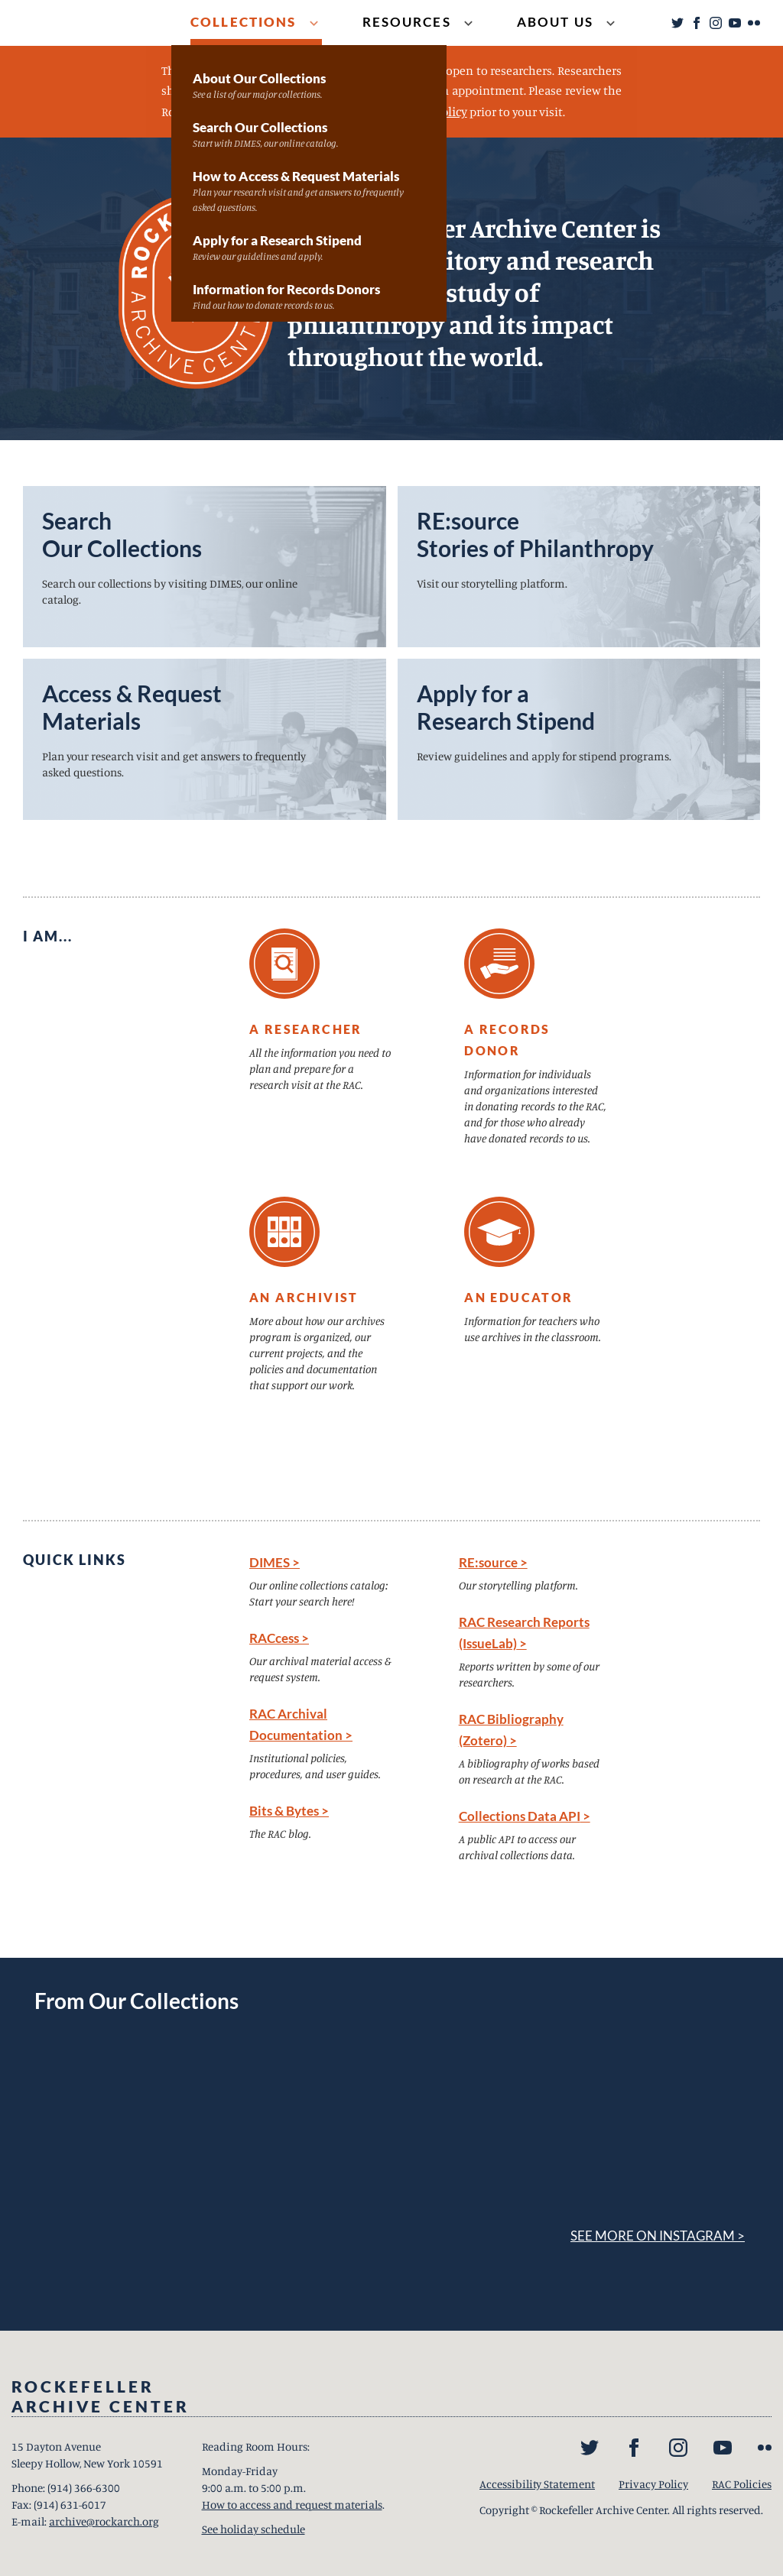 COLLECTIONS
RESOURCES
ABOUT US
open to researchers. Researchers
appointment. Please review the
prior to your visit.
About Our Collections
See a list of our major collections.
Search Our Collections
Start with DIMES, our online catalog.
How to Access & Request Materials
Plan your research visit and get answers to frequently
asked questions.
Apply for a Research Stipend
Review our guidelines and apply.
Information for Records Donors
Find out how to donate records to us.
ARCHIVE CENTER
Archive Center is
and research
study of
philanthropy and its impact
throughout the world.
Search
Our Collections
Search our collections by visiting DIMES, our online
catalog.
RE:source
Stories of Philanthropy
Visit our storytelling platform.
Access & Request
Materials
Plan your research visit and get answers to frequently
asked questions.
Apply for a
Research Stipend
Review guidelines and apply for stipend programs.
I AM...
A RESEARCHER
All the information you need to
plan and prepare for a
research visit at the RAC.
A RECORDS
DONOR
Information for individuals
and organizations interested
in donating records to the RAC,
and for those who already
have donated records to us.
AN ARCHIVIST
More about how our archives
program is organized, our
current projects, and the
policies and documentation
that support our work.
AN EDUCATOR
Information for teachers who
use archives in the classroom.
QUICK LINKS
DIMES >
Our online collections catalog:
Start your search here!
RACcess >
Our archival material access &
request system.
RAC Archival
Documentation >
Institutional policies,
procedures, and user guides.
Bits & Bytes >
The RAC blog.
RE:source >
Our storytelling platform.
RAC Research Reports
(IssueLab) >
Reports written by some of our
researchers.
RAC Bibliography
(Zotero) >
A bibliography of works based
on research at the RAC.
Collections Data API >
A public API to access our
archival collections data.
From Our Collections
SEE MORE ON INSTAGRAM >
ROCKEFELLER
ARCHIVE CENTER
15 Dayton Avenue
Sleepy Hollow, New York 10591
Phone: (914) 366-6300
Fax: (914) 631-6017
E-mail: archive@rockarch.org
Reading Room Hours:
Monday-Friday
9:00 a.m. to 5:00 p.m.
How to access and request materials.
See holiday schedule
Accessibility Statement
Privacy Policy
RAC Policies
Copyright © Rockefeller Archive Center. All rights reserved.